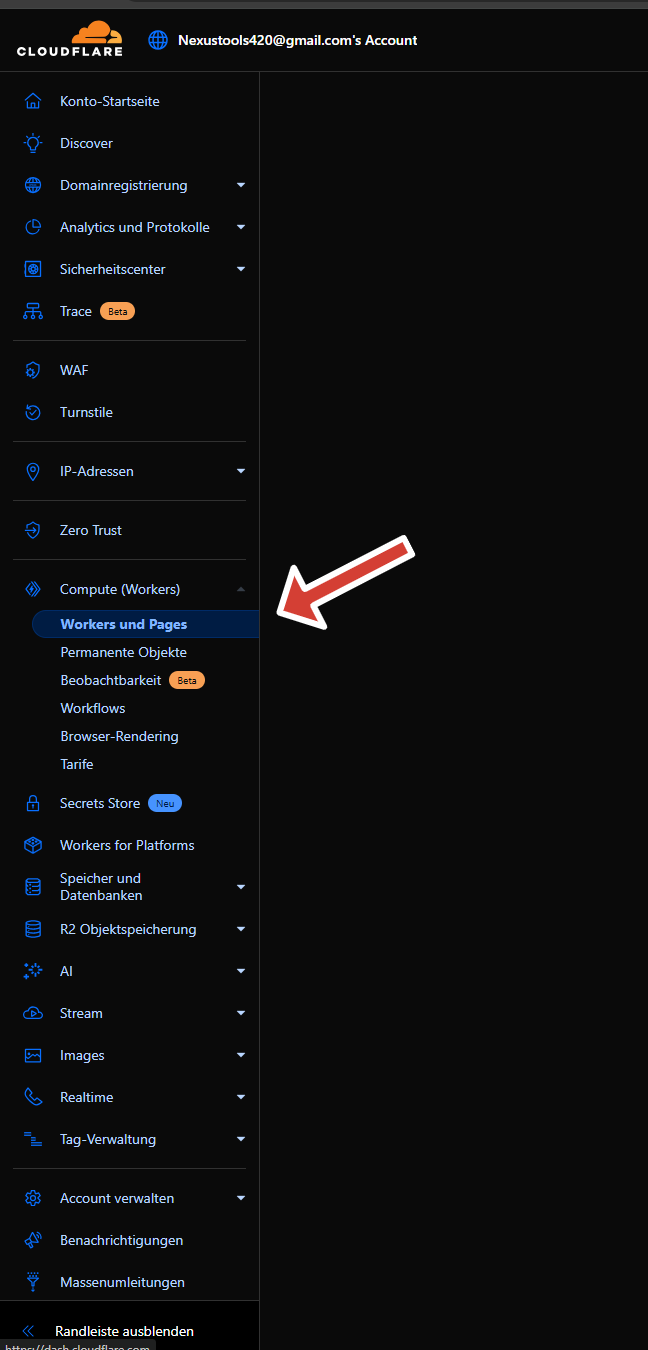 CLOUDFLARE
Nexustools420@gmail.com's Account
Konto-Startseite
Discover
Domainregistrierung
Analytics und Protokolle
Sicherheitscenter
Trace Beta
WAF
Turnstile
IP-Adressen
Zero Trust
Compute (Workers)
Workers und Pages
Permanente Objekte
Beobachtbarkeit Beta
Workflows
Browser-Rendering
Tarife
Secrets Store Neu
Workers for Platforms
Speicher und
Datenbanken
R2 Objektspeicherung
AI
Stream
Images
Realtime
Tag-Verwaltung
Account verwalten
Benachrichtigungen
Massenumleitungen
Randleiste ausblenden
https://dash.cloudflare.com